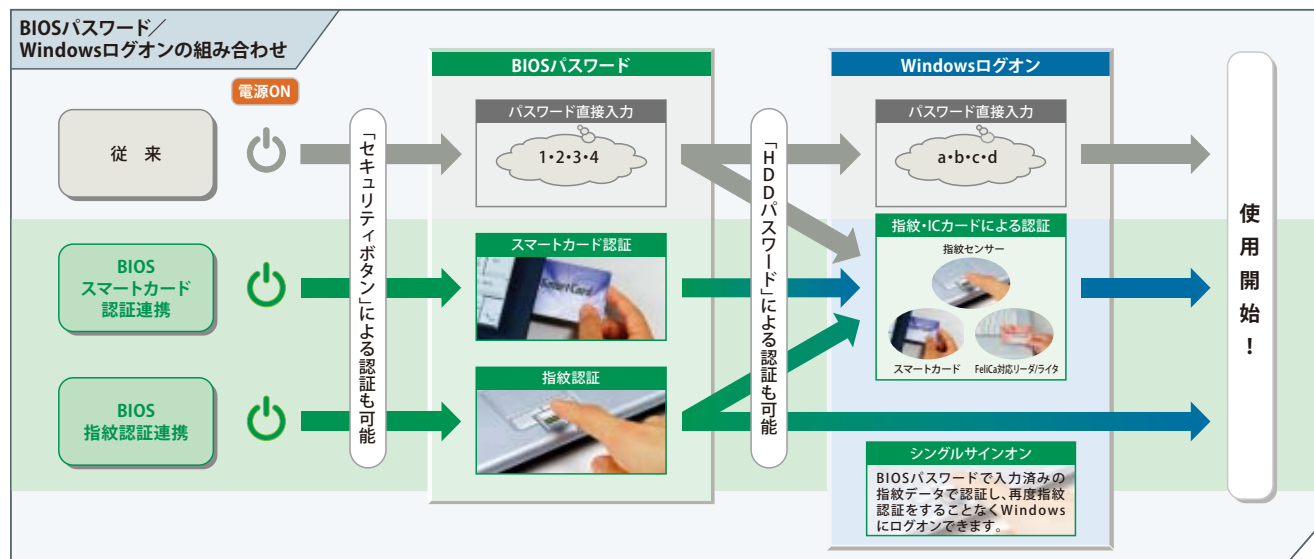 BIOSパスワード／
Windowsログオンの組み合わせ
電源ON
従 来
BIOS
スマートカード
認証連携
BIOS
指紋認証連携
「セキュリティボタン」による認証も可能
BIOSパスワード
パスワード直接入力
1・2・3・4
スマートカード認証
SmartCard
指紋認証
「HDDパスワード」による認証も可能
Windowsログオン
パスワード直接入力
a・b・c・d
指紋・ICカードによる認証
指紋センサー
スマートカード
FeliCa対応リーダ/ライタ
シングルサインオン
BIOSパスワードで入力済みの
指紋データで認証し、再度指紋
認証をすることなくWindows
にログオンできます。
使用開始！